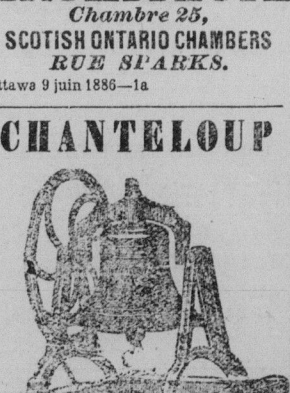 Chambre 25,
SCOTISH ONTARIO CHAMBERS
RUE SPARKS.
ttawa 9 juin 1886—1a
CHANTELOUP